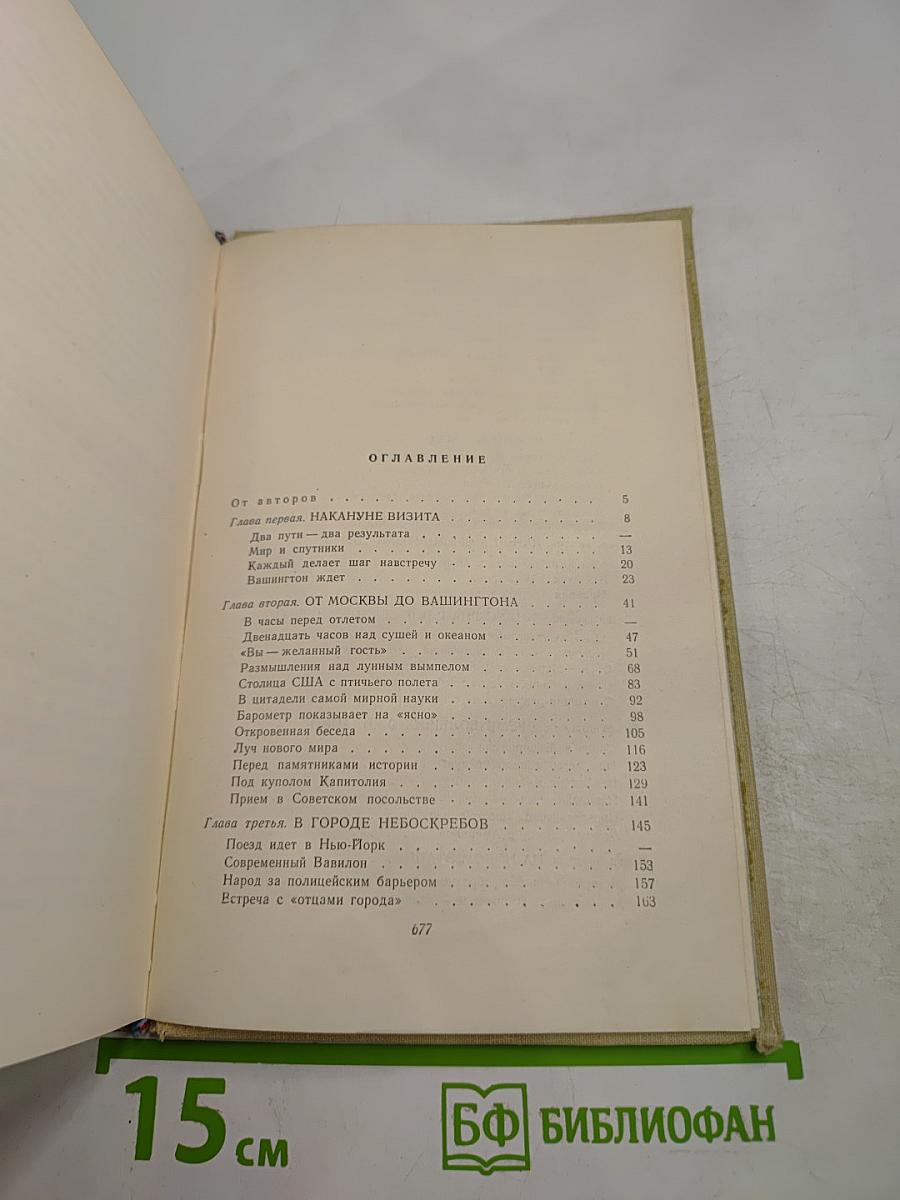 ОГЛАВЛЕНИЕ
От авторов . . . . . . . . . . . . . . . . . . 5
Глава первая. НАКАНУНЕ ВИЗИТА . . . . . . . . . . 8
Два пути — два результата . . . . . . . . . . . —
Мир и спутники . . . . . . . . . . . . . . . 13
Каждый делает шаг навстречу . . . . . . . . . 20
Вашингтон ждет . . . . . . . . . . . . . . . 23
Глава вторая. ОТ МОСКВЫ ДО ВАШИНГТОНА . . . . . 41
В часы перед отлетом . . . . . . . . . . . . . —
Двенадцать часов над сушей и океаном . . . . . . . 47
«Вы — желанный гость» . . . . . . . . . . . . 51
Размышления над лунным вымпелом . . . . . . . . 68
Столица США с птичьего полета . . . . . . . . . . 83
В цитадели самой мирной науки . . . . . . . . . . 92
Барометр показывает на «ясно» . . . . . . . . . . 98
Откровенная беседа . . . . . . . . . . . . . . 105
Луч нового мира . . . . . . . . . . . . . . . 116
Перед памятниками истории . . . . . . . . . . . 123
Под куполом Капитолия . . . . . . . . . . . . . 129
Прием в Советском посольстве . . . . . . . . . . 141
Глава третья. В ГОРОДЕ НЕБОСКРЕБОВ . . . . . . . 145
Поезд идет в Нью-Йорк . . . . . . . . . . . . . —
Современный Вавилон . . . . . . . . . . . . . . 153
Народ за полицейским барьером . . . . . . . . . 157
Встреча с «отцами города» . . . . . . . . . . . 163
677
15 см
БФ БИБЛИОФАН